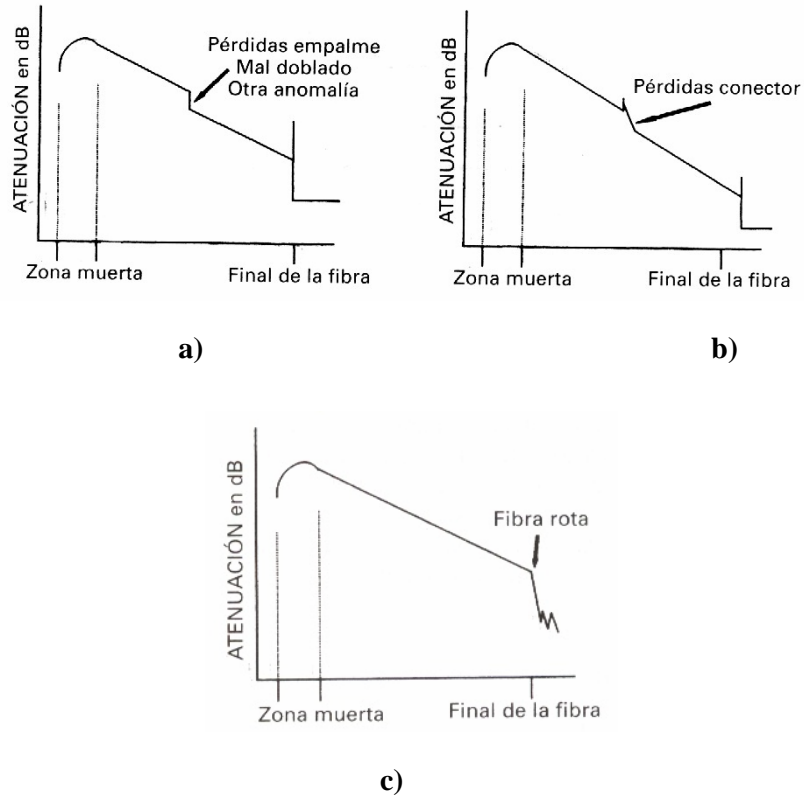 ATENUACIÓN en dB
Pérdidas empalme
Mal doblado
Otra anomalía
Zona muerta
Final de la fibra
a)
ATENUACIÓN en dB
Pérdidas conector
Zona muerta
Final de la fibra
b)
ATENUACIÓN en dB
Fibra rota
Zona muerta
Final de la fibra
c)